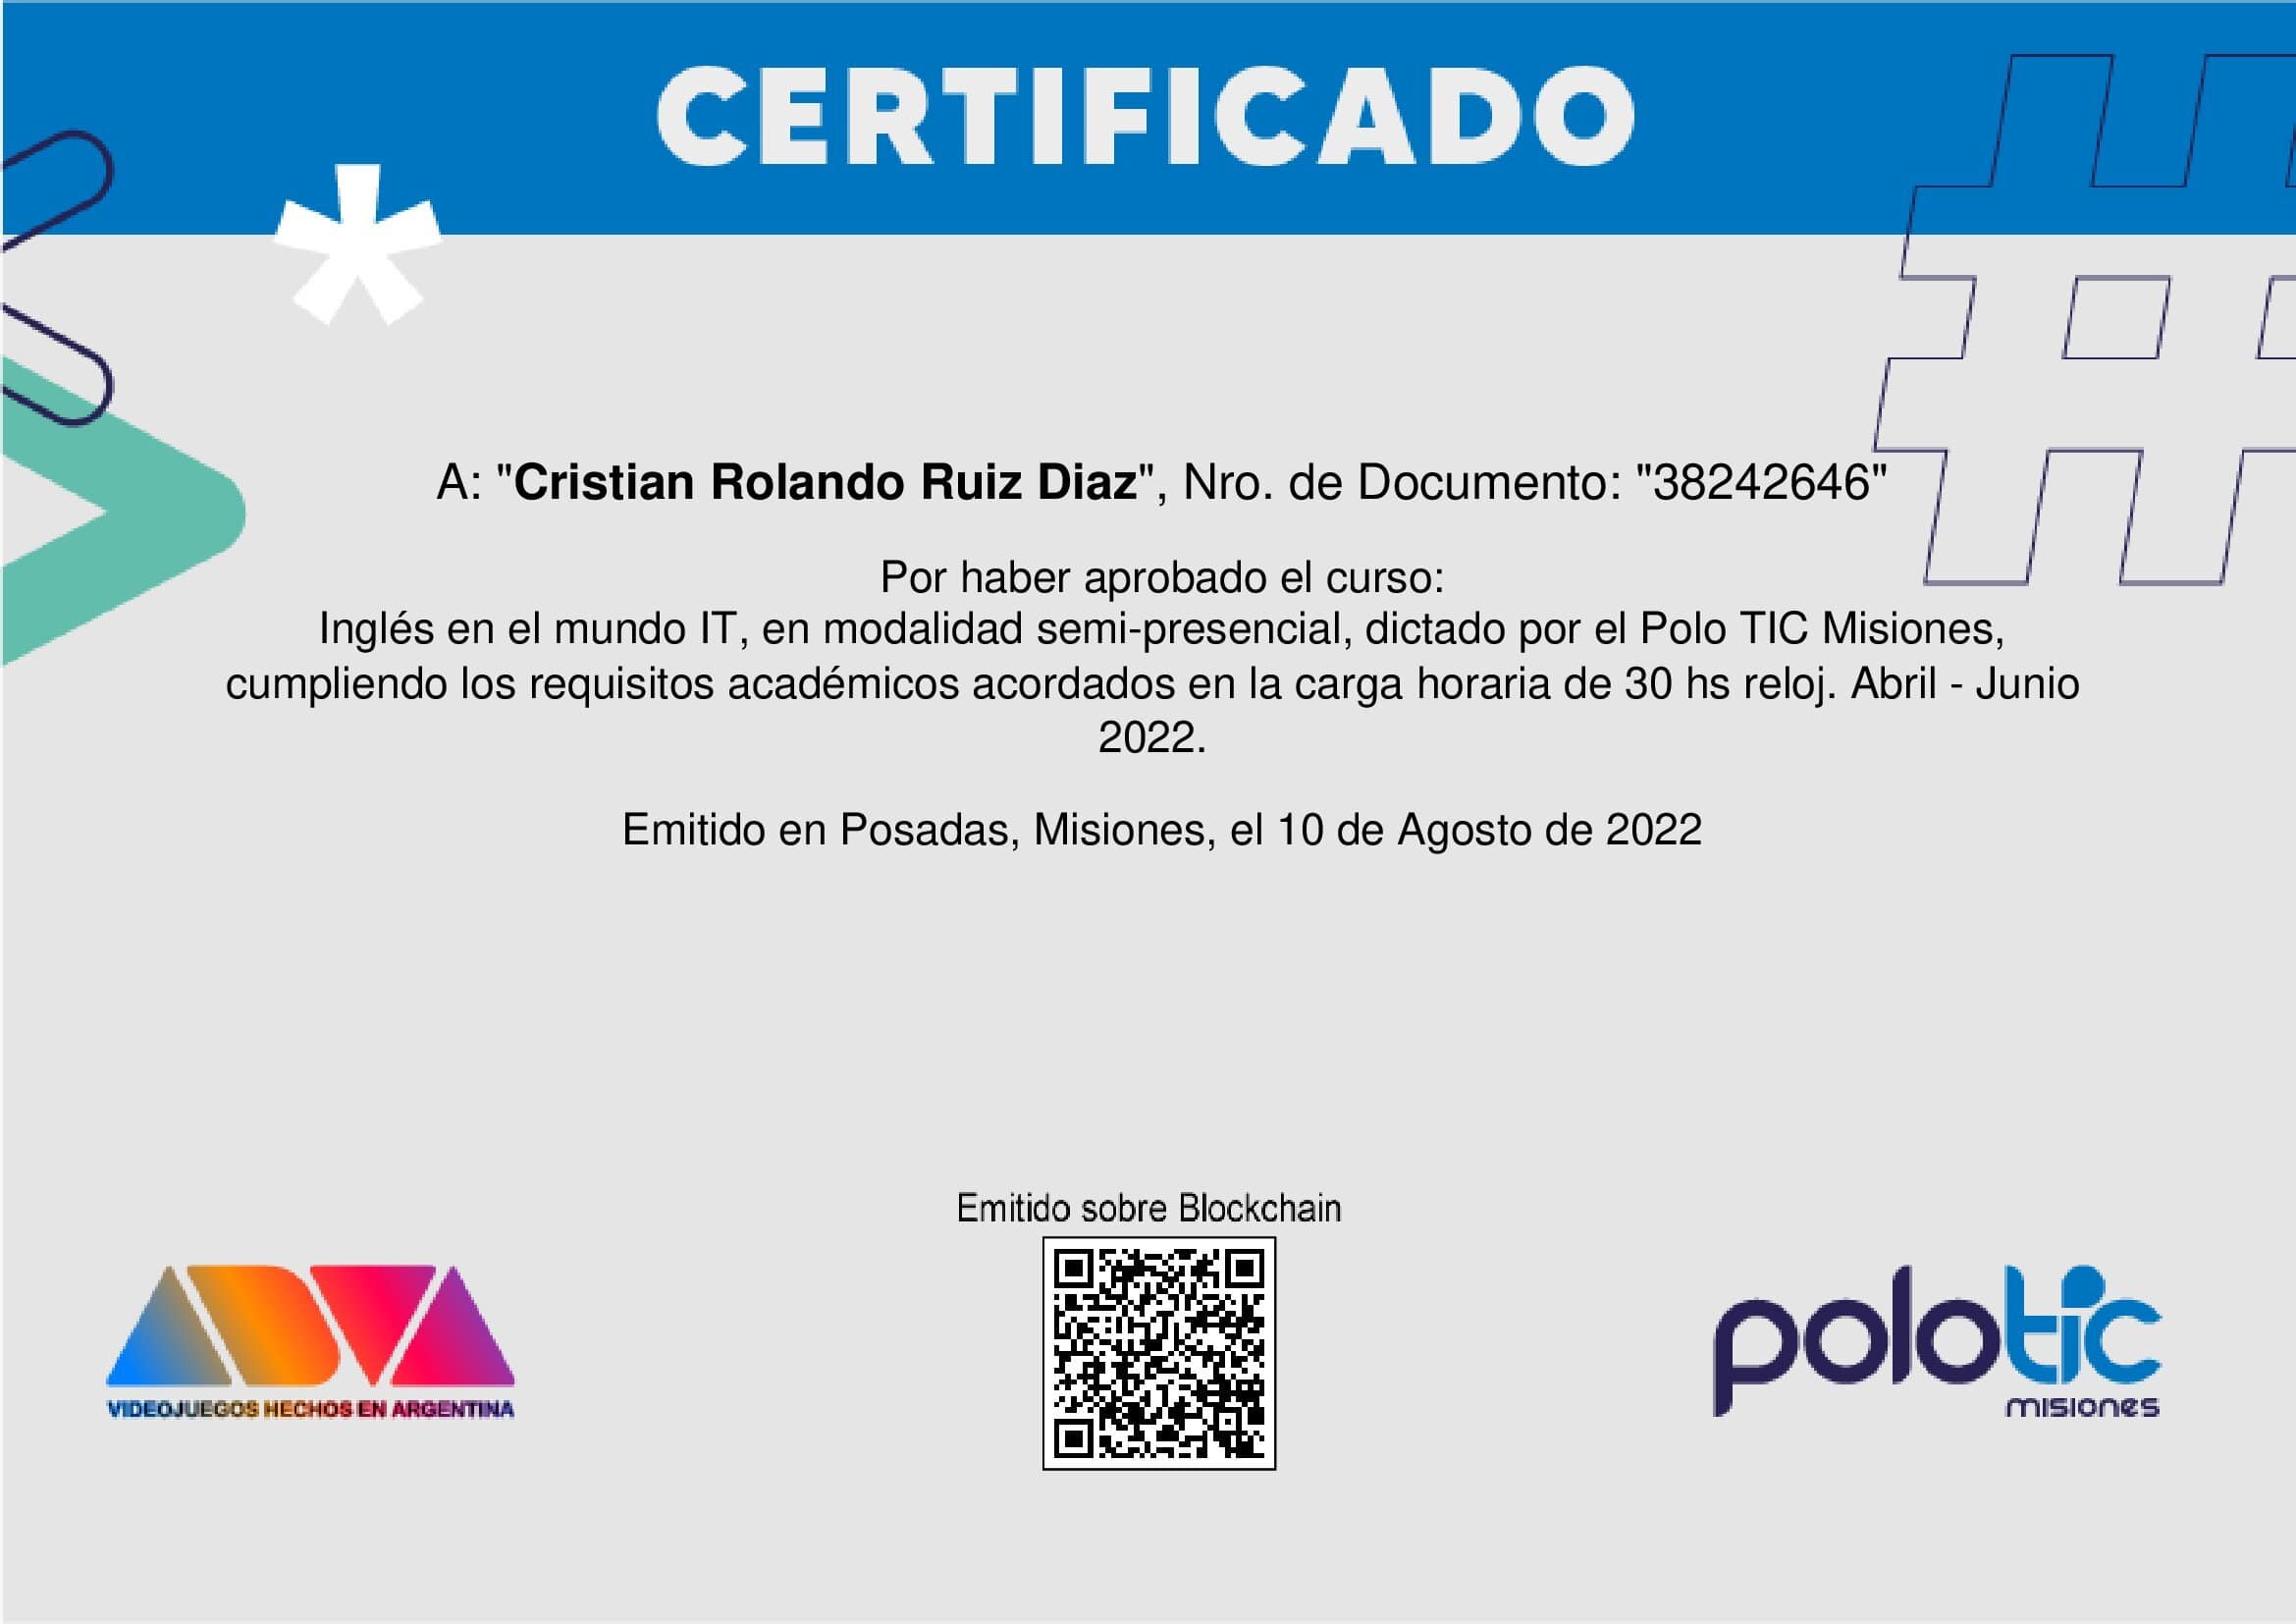 CERTIFICADO
A: "Cristian Rolando Ruiz Diaz", Nro. de Documento: "38242646"
Por haber aprobado el curso:
Inglés en el mundo IT, en modalidad semi-presencial, dictado por el Polo TIC Misiones,
cumpliendo los requisitos académicos acordados en la carga horaria de 30 hs reloj. Abril - Junio
2022.
Emitido en Posadas, Misiones, el 10 de Agosto de 2022
Emitido sobre Blockchain
ADVA
VIDEOJUEGOS HECHOS EN ARGENTINA
polotic
misiones